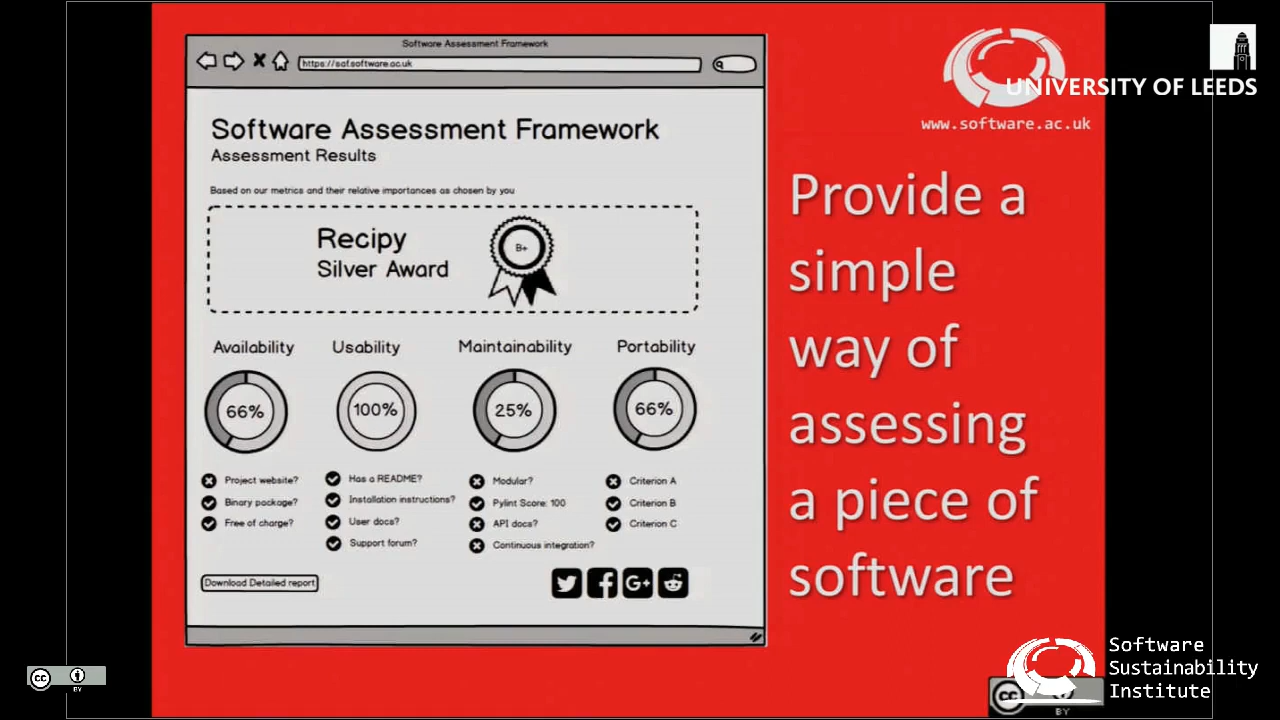 Software Assessment Framework
https://saf.software.ac.uk
UNIVERSITY OF LEEDS
www.software.ac.uk
Software Assessment Framework
Assessment Results
Based on our metrics and their relative importances as chosen by you
Recipy
Silver Award
B+
Availability Usability Maintainability Portability
66% 100% 25% 66%
Project website? Has a README? Modular? Criterion A
Binary package? Installation instructions? Pylint Score: 100 Criterion B
Free of charge? User docs? API docs? Criterion C
Support forum? Continuous integration?
Download Detailed report
G+
Provide a
simple
way of
assessing
a piece of
software
Software
Sustainability
Institute
cc
BY
cc
BY